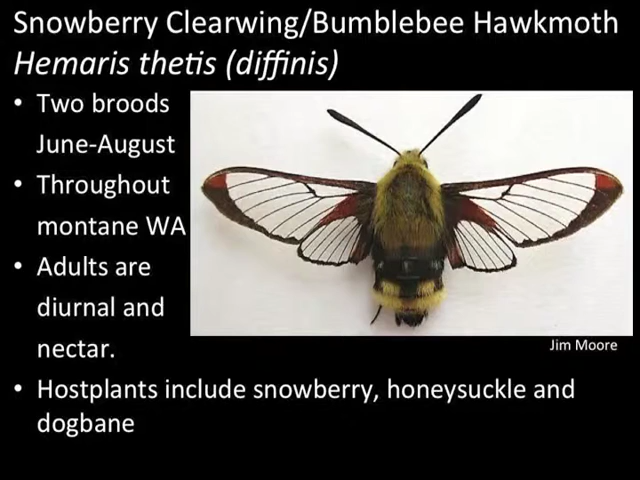 Snowberry Clearwing/Bumblebee Hawkmoth
Hemaris thetis (diffinis)
• Two broods
June-August
• Throughout
montane WA
• Adults are
diurnal and
nectar.
Jim Moore
• Hostplants include snowberry, honeysuckle and
dogbane